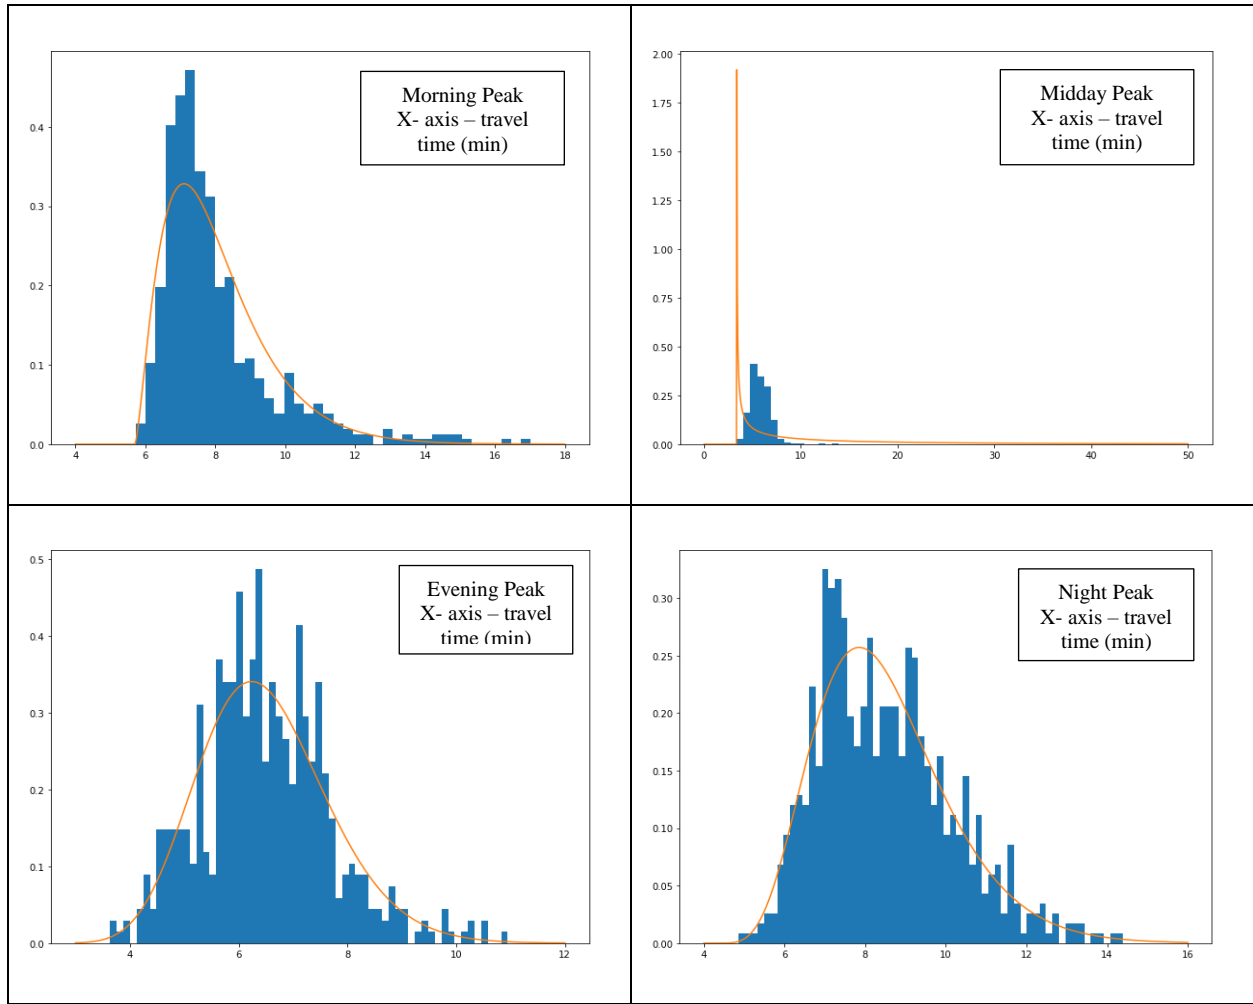 Morning Peak
X- axis – travel
time (min)
0.4
0.3
0.2
0.1
0.0
4 6 8 10 12 14 16 18
Midday Peak
X- axis – travel
time (min)
2.00
1.75
1.50
1.25
1.00
0.75
0.50
0.25
0.00
0 10 20 30 40 50
Evening Peak
X- axis – travel
time (min)
0.5
0.4
0.3
0.2
0.1
0.0
4 6 8 10 12
Night Peak
X- axis – travel
time (min)
0.30
0.25
0.20
0.15
0.10
0.05
0.00
4 6 8 10 12 14 16